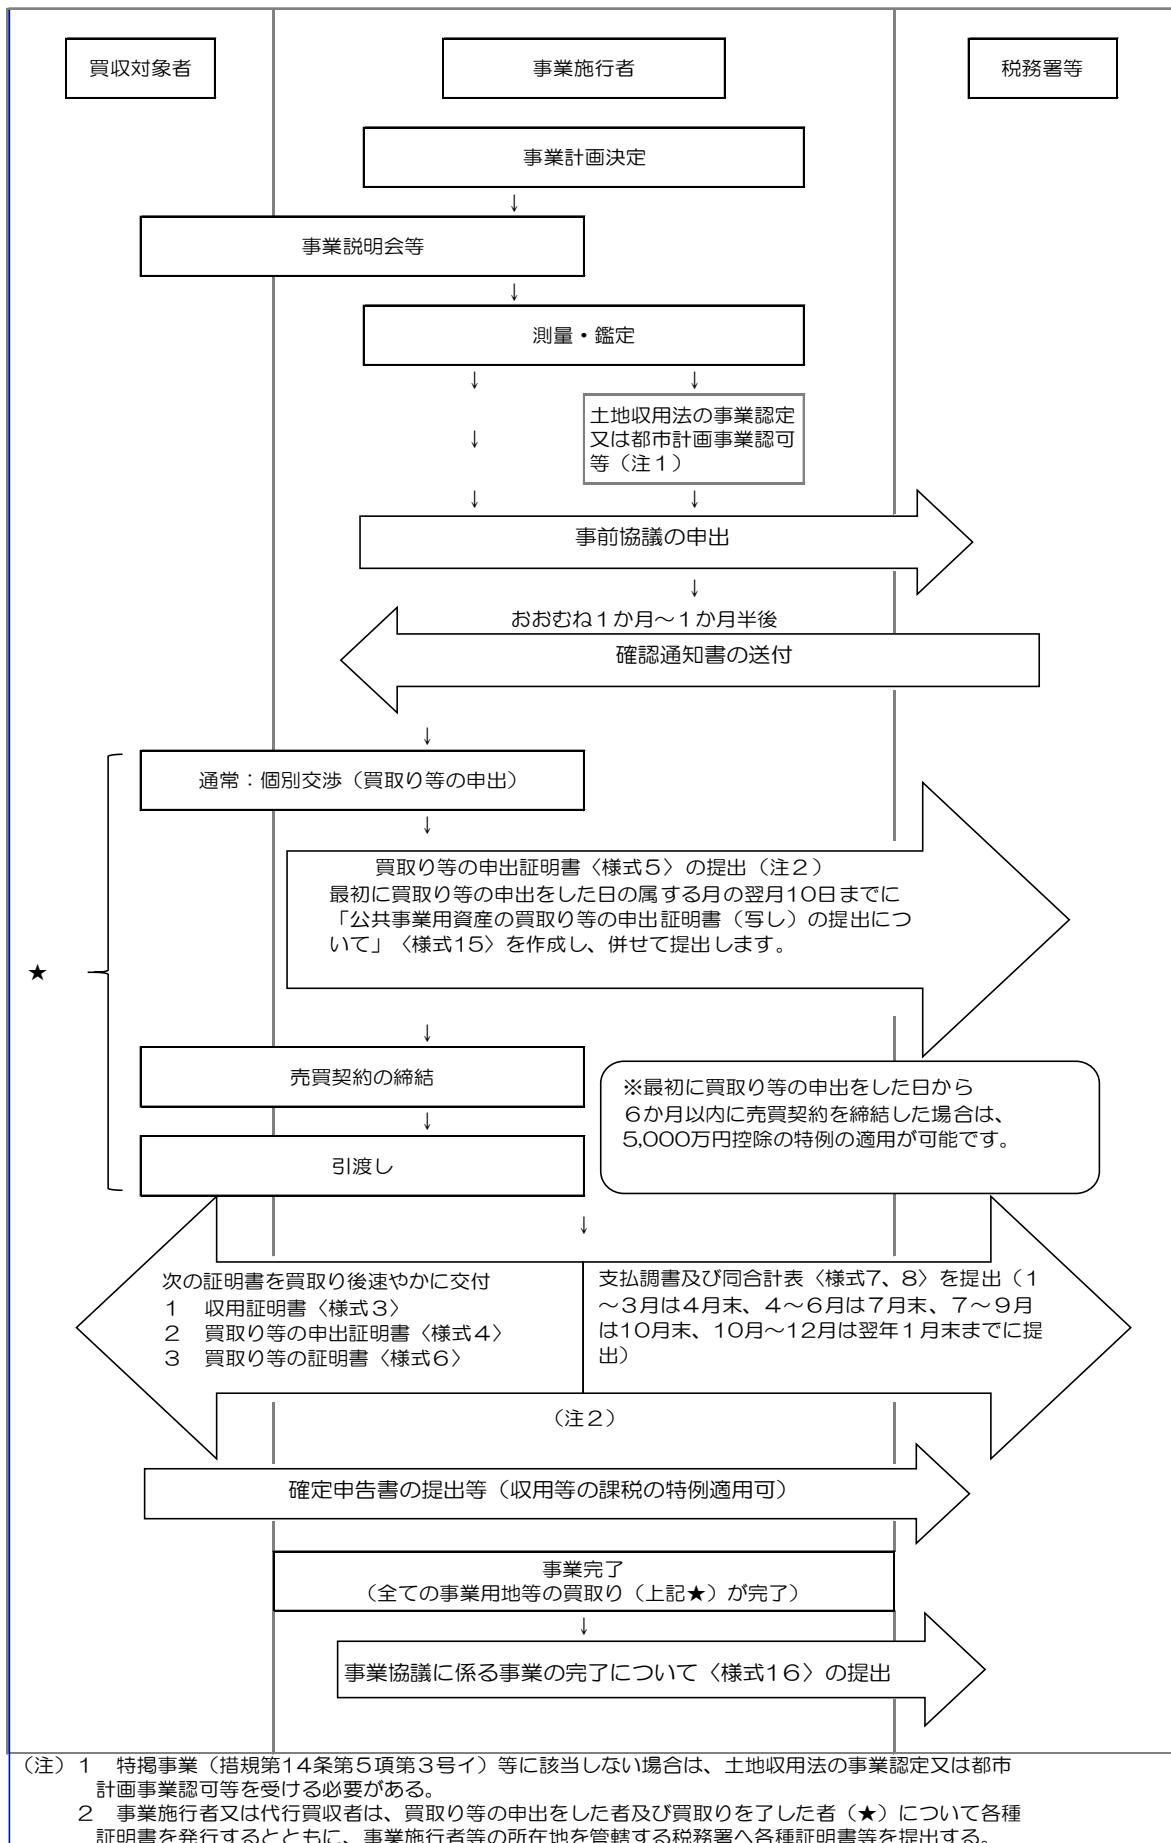 買収対象者
事業施行者
税務署等
事業計画決定
↓
事業説明会等
↓
測量・鑑定
↓ ↓
土地収用法の事業認定
又は都市計画事業認可
等（注１）
↓
↓ ↓
事前協議の申出
↓
おおむね１か月～１か月半後
確認通知書の送付
↓
通常：個別交渉（買取り等の申出）
↓
買取り等の申出証明書〈様式５〉の提出（注２）
最初に買取り等の申出をした日の属する月の翌月10日までに
「公共事業用資産の買取り等の申出証明書（写し）の提出につ
いて」〈様式15〉を作成し、併せて提出します。
★
↓
売買契約の締結
※最初に買取り等の申出をした日から
６か月以内に売買契約を締結した場合は、
5,000万円控除の特例の適用が可能です。
↓
引渡し
↓
次の証明書を買取り後速やかに交付
１　収用証明書〈様式３〉
２　買取り等の申出証明書〈様式４〉
３　買取り等の証明書〈様式６〉
支払調書及び同合計表〈様式７、８〉を提出（１
～３月は４月末、４～６月は７月末、７～９月
は10月末、10月～12月は翌年１月末までに提
出）
（注２）
確定申告書の提出等（収用等の課税の特例適用可）
事業完了
（全ての事業用地等の買取り（上記★）が完了）
↓
事業協議に係る事業の完了について〈様式16〉の提出
（注）１　特掲事業（措規第14条第５項第３号イ）等に該当しない場合は、土地収用法の事業認定又は都市
計画事業認可等を受ける必要がある。
２　事業施行者又は代行買収者は、買取り等の申出をした者及び買取りを了した者（★）について各種
証明書を発行するとともに、事業施行者等の所在地を管轄する税務署へ各種証明書等を提出する。